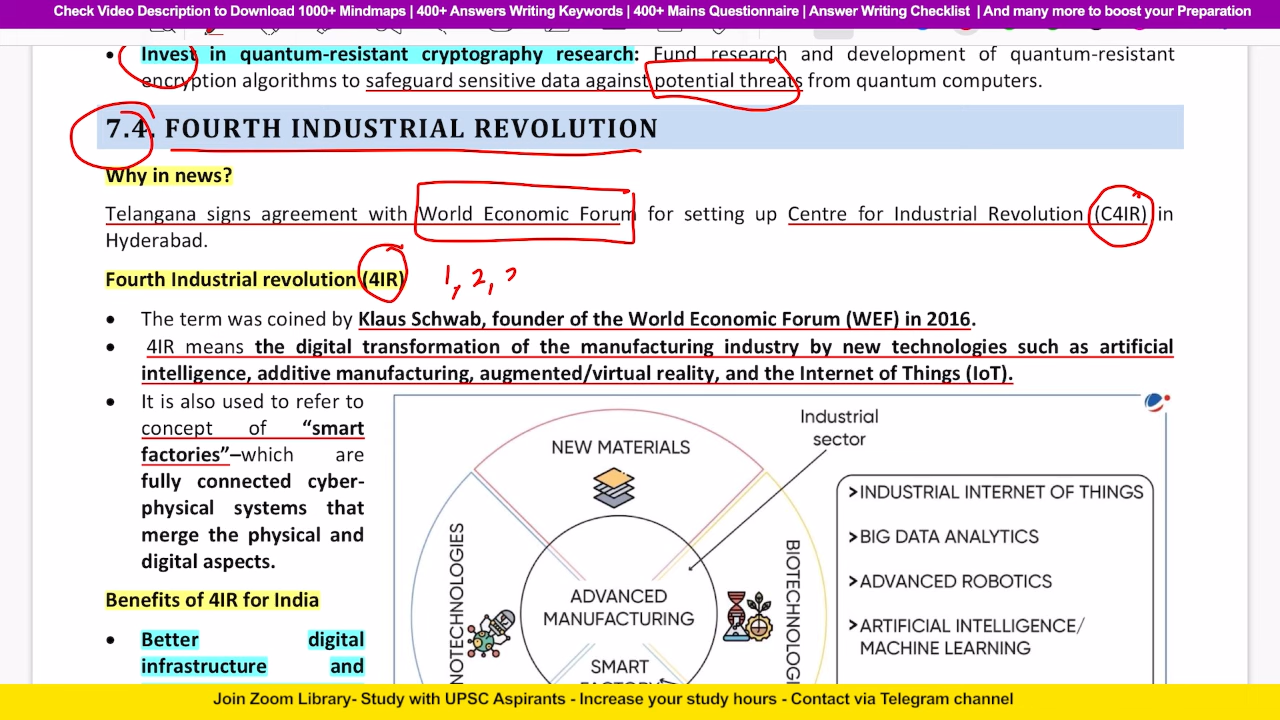 Check Video Description to Download 1000+ Mindmaps | 400+ Answers Writing Keywords | 400+ Mains Questionnaire | Answer Writing Checklist | And many more to boost your Preparation
• Invest in quantum-resistant cryptography research: Fund research and development of quantum-resistant
encryption algorithms to safeguard sensitive data against potential threats from quantum computers.
7.4. FOURTH INDUSTRIAL REVOLUTION
Why in news?
Telangana signs agreement with World Economic Forum for setting up Centre for Industrial Revolution (C4IR) in
Hyderabad.
Fourth Industrial revolution (4IR) 1, 2,
• The term was coined by Klaus Schwab, founder of the World Economic Forum (WEF) in 2016.
• 4IR means the digital transformation of the manufacturing industry by new technologies such as artificial
intelligence, additive manufacturing, augmented/virtual reality, and the Internet of Things (IoT).
• It is also used to refer to
concept of “smart
factories”–which are
fully connected cyber-
physical systems that
merge the physical and
digital aspects.
Benefits of 4IR for India
• Better digital
infrastructure and
Industrial
sector
NEW MATERIALS
NOTECHNOLOGIES
ADVANCED
MANUFACTURING
SMART
BIOTECHNOLOGI
>INDUSTRIAL INTERNET OF THINGS
>BIG DATA ANALYTICS
>ADVANCED ROBOTICS
>ARTIFICIAL INTELLIGENCE/
MACHINE LEARNING
Join Zoom Library- Study with UPSC Aspirants - Increase your study hours - Contact via Telegram channel